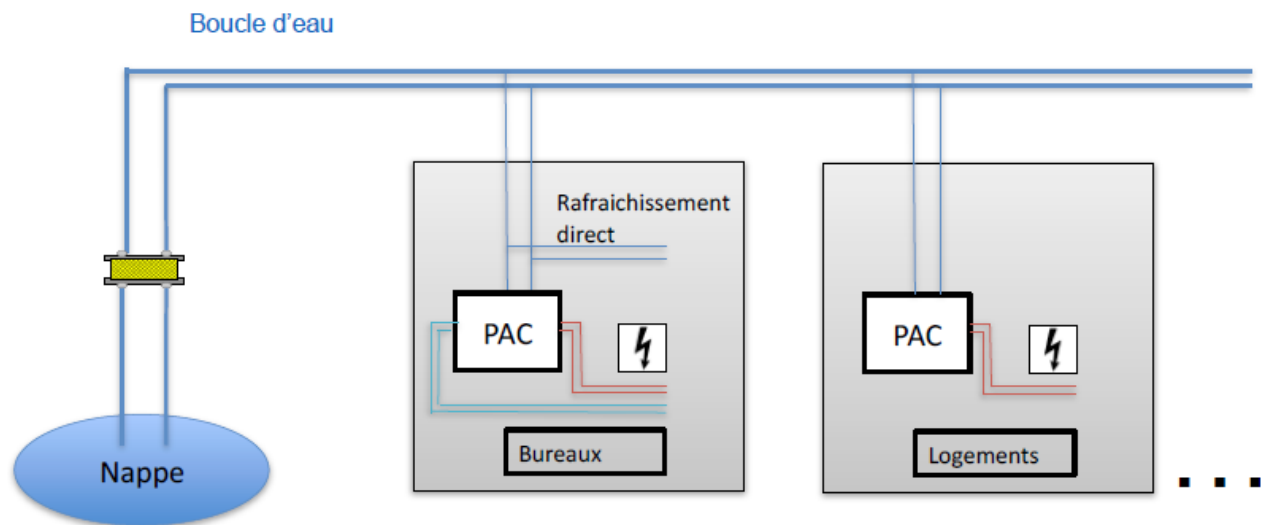 Boucle d'eau
Rafraichissement
direct
PAC
PAC
Bureaux
Logements
Nappe
. . .